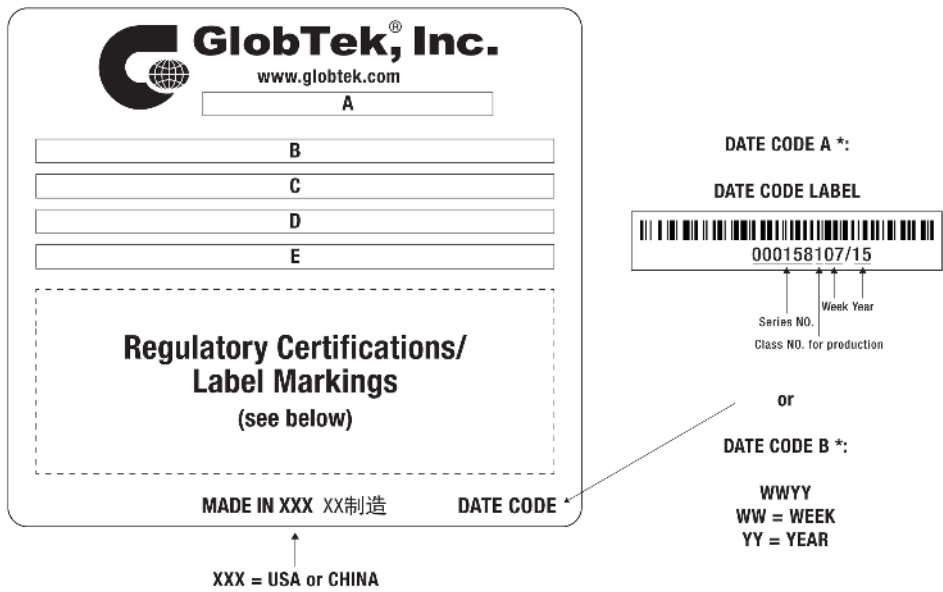 GlobTek,® Inc.
www.globtek.com
A
B
C
D
E
Regulatory Certifications/
Label Markings
(see below)
MADE IN XXX XX制造 DATE CODE
XXX = USA or CHINA
DATE CODE A *:
DATE CODE LABEL
000158107/15
Week Year
Series NO.
Class NO. for production
or
DATE CODE B *:
WWYY
WW = WEEK
YY = YEAR